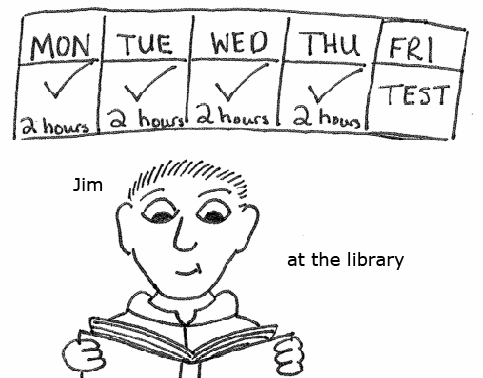 MON TUE WED THU FRI
TEST
2 hours 2 hours 2 hours 2 hours
Jim
at the library